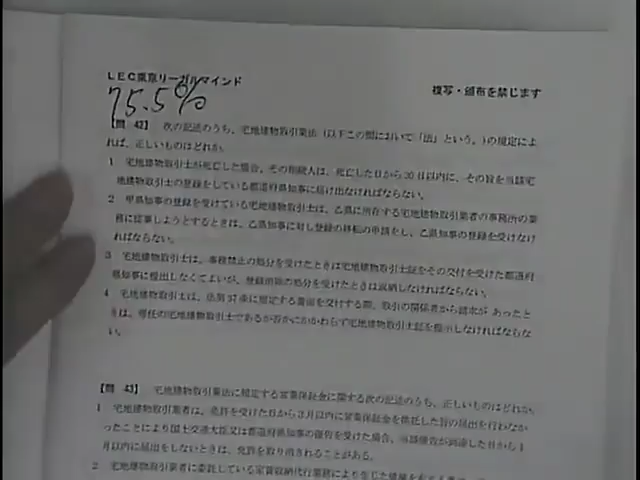 LEC東京リーガルマインド
複写・頒布を禁じます
75.5%
【問 42】 次の記述のうち、宅地建物取引業法（以下この問において「法」という。）の規定によ
れば、正しいものはどれか。
1 宅地建物取引士が死亡した場合、その相続人は、死亡した日から30日以内に、その旨を当該宅
地建物取引士の登録をしている都道府県知事に届け出なければならない。
2 甲県知事の登録を受けている宅地建物取引士は、乙県に所在する宅地建物取引業者の事務所の業
務に従事しようとするときは、乙県知事に対し登録の移転の申請をし、乙県知事の登録を受けなけ
ればならない。
3 宅地建物取引士は、事務禁止の処分を受けたときは宅地建物取引士証をその交付を受けた都道府
県知事に提出しなくてよいが、登録消除の処分を受けたときは返納しなければならない。
4 宅地建物取引士は、法第37条に規定する書面を交付する際、取引の関係者から請求があったと
きは、専任の宅地建物取引士であるか否かにかかわらず宅地建物取引士証を提示しなければならな
い。
【問 43】 宅地建物取引業法に規定する営業保証金に関する次の記述のうち、正しいものはどれか。
1 宅地建物取引業者は、免許を受けた日から3月以内に営業保証金を供託した旨の届出を行わなか
ったことにより国土交通大臣又は都道府県知事の催告を受けた場合、当該催告が到達した日から1
月以内に届出をしないときは、免許を取り消されることがある。
2 宅地建物取引業者に委託している家賃収納代行業務により生じた債権を